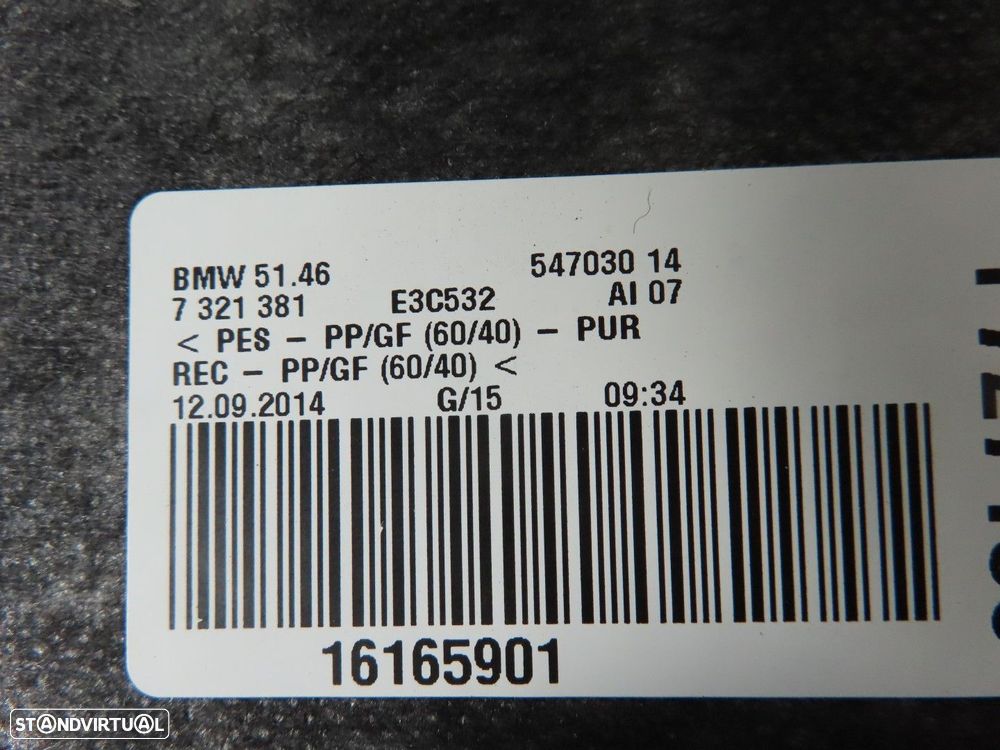 BMW 51.46 547030 14
7 321 381 E3C532 AI 07
< PES – PP/GF (60/40) – PUR
REC – PP/GF (60/40) <
12.09.2014 G/15 09:34
16165901
STANDVIRTUAL